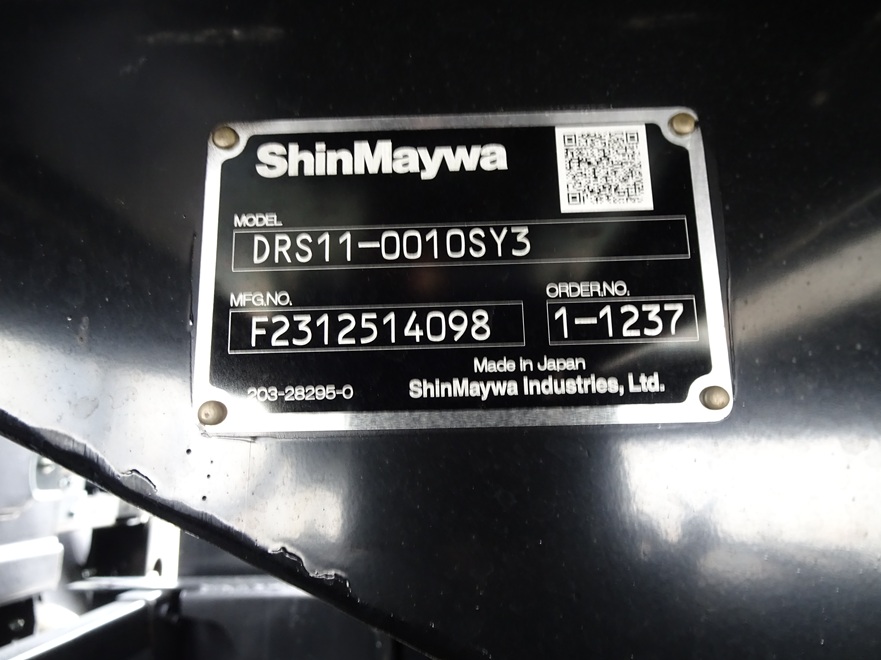 ShinMaywa
MODEL
DRS11-0010SY3
MFG.NO.
ORDER.NO.
F2312514098
1-1237
Made in Japan
203-28295-0
ShinMaywa Industries, Ltd.